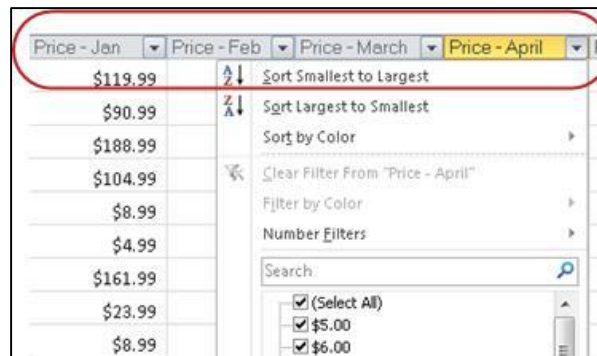 Price - Jan Price - Feb Price - March Price - April
$119.99 Sort Smallest to Largest
$90.99 Sort Largest to Smallest
$188.99 Sort by Color
$104.99 Clear Filter From "Price - April"
$8.99 Filter by Color
$4.99 Number Filters
$161.99 Search
$23.99 (Select All)
$5.00
$8.99 $6.00